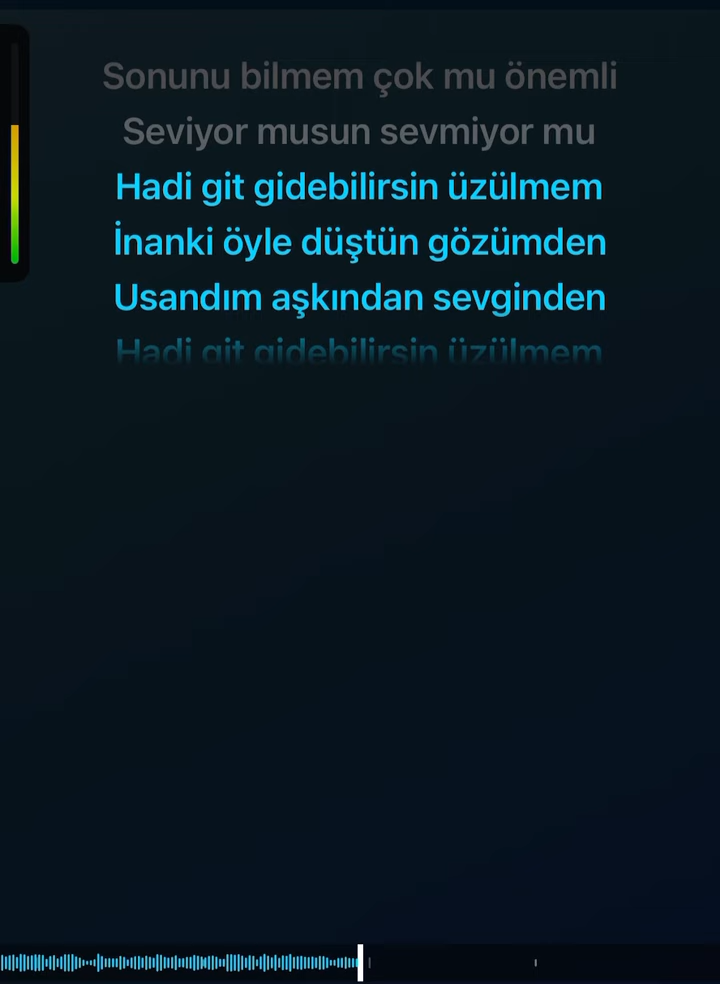 Sonunu bilmem çok mu önemli
Seviyor musun sevmiyor mu
Hadi git gidebilirsin üzülmem
İnanki öyle düştün gözümden
Usandım aşkından sevginden
Hadi git gidebilirsin üzülmem